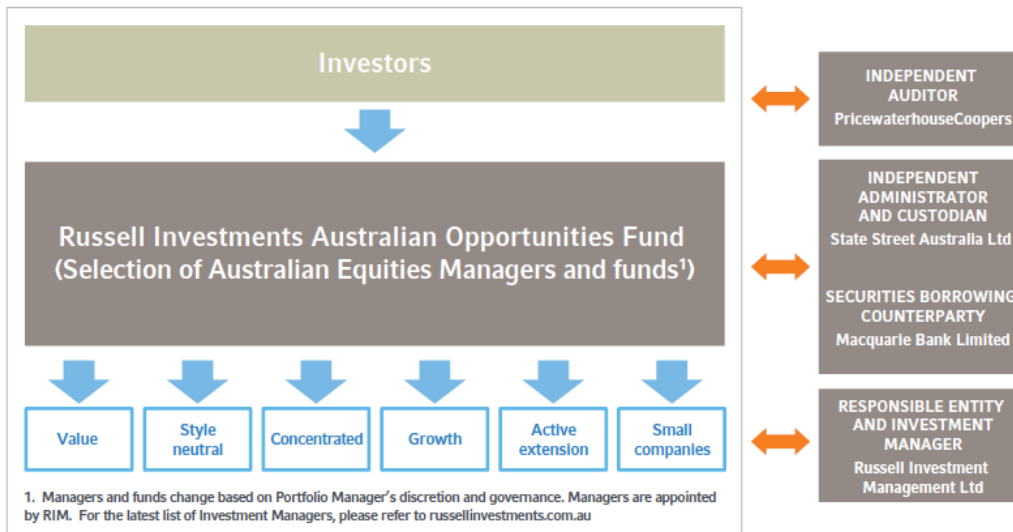 Investors
Russell Investments Australian Opportunities Fund
(Selection of Australian Equities Managers and funds¹)
Value
Style
neutral
Concentrated
Growth
Active
extension
Small
companies
1. Managers and funds change based on Portfolio Manager's discretion and governance. Managers are appointed
by RIM. For the latest list of Investment Managers, please refer to russellinvestments.com.au
INDEPENDENT
AUDITOR
PricewaterhouseCoopers
INDEPENDENT
ADMINISTRATOR
AND CUSTODIAN
State Street Australia Ltd
SECURITIES BORROWING
COUNTERPARTY
Macquarie Bank Limited
RESPONSIBLE ENTITY
AND INVESTMENT
MANAGER
Russell Investment
Management Ltd